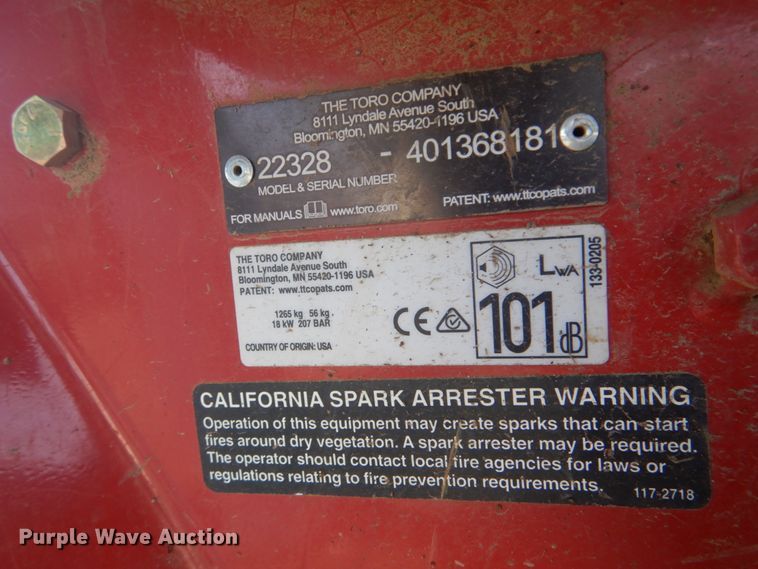 THE TORO COMPANY
8111 Lyndale Avenue South
Bloomington, MN 55420-1196 USA
22328 - 401368181
MODEL & SERIAL NUMBER
FOR MANUALS www.toro.com
PATENT: www.ttcopats.com
THE TORO COMPANY
8111 Lyndale Avenue South
Bloomington, MN 55420-1196 USA
PATENT: www.ttcopats.com
1265 kg 56 kg
18 kW 207 BAR
COUNTRY OF ORIGIN: USA
CE
LWA
101 dB
133-0205
CALIFORNIA SPARK ARRESTER WARNING
Operation of this equipment may create sparks that can start
fires around dry vegetation. A spark arrester may be required.
The operator should contact local fire agencies for laws or
regulations relating to fire prevention requirements.
117-2718
Purple Wave Auction